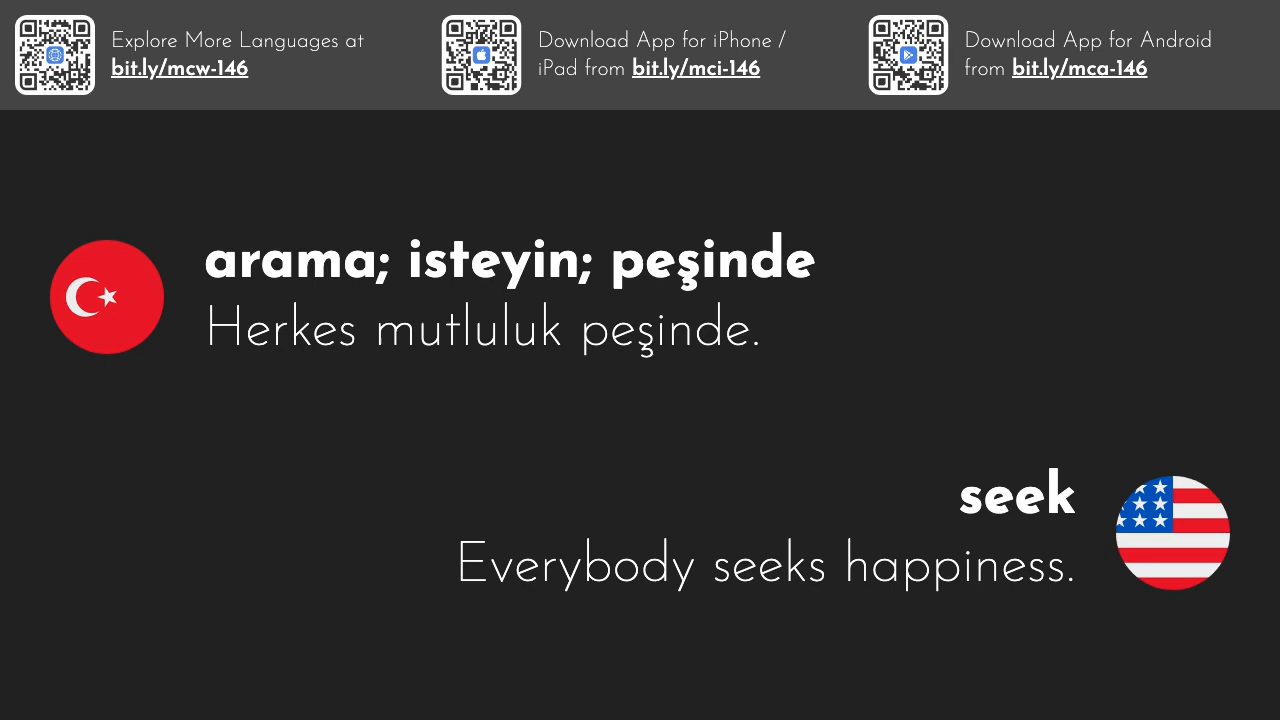 Explore More Languages at
bit.ly/mcw-146
Download App for iPhone /
iPad from bit.ly/mci-146
Download App for Android
from bit.ly/mca-146
arama; isteyin; peşinde
Herkes mutluluk peşinde.
seek
Everybody seeks happiness.